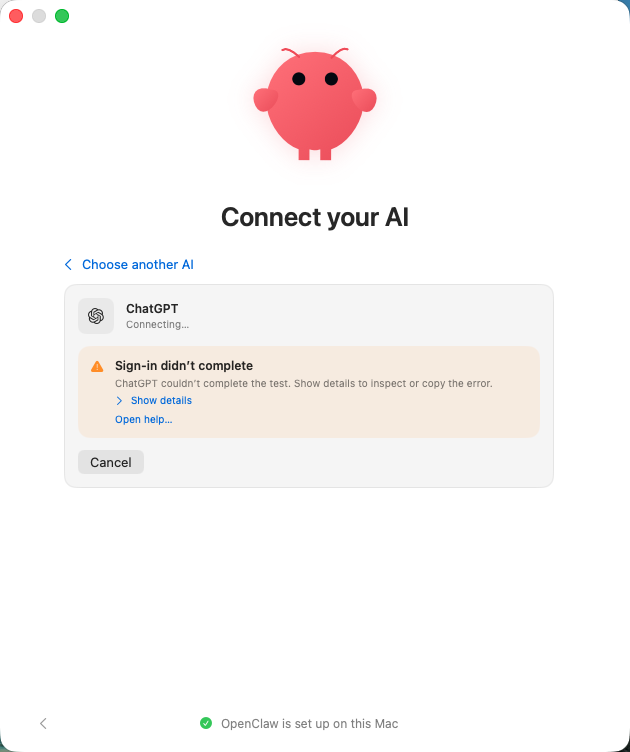 Connect your AI
Choose another AI
ChatGPT
Connecting...
Sign-in didn’t complete
ChatGPT couldn’t complete the test. Show details to inspect or copy the error.
Show details
Open help...
Cancel
OpenClaw is set up on this Mac